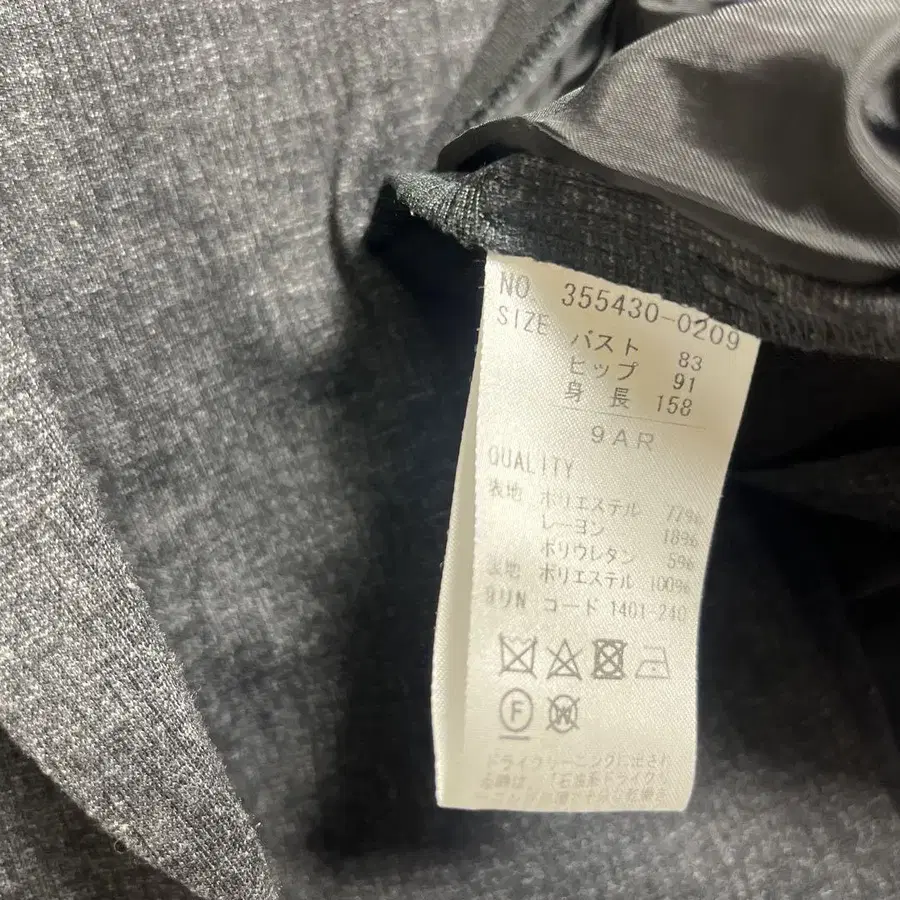 NO 355430-0209
SIZE
バスト 83
ヒップ 91
身長 158
9AR
QUALITY
表地 ポリエステル 77%
レーヨン 18%
ポリウレタン 5%
ポリエステル 100%
コード 1401-240
F
W
ドライクリーニングに出され